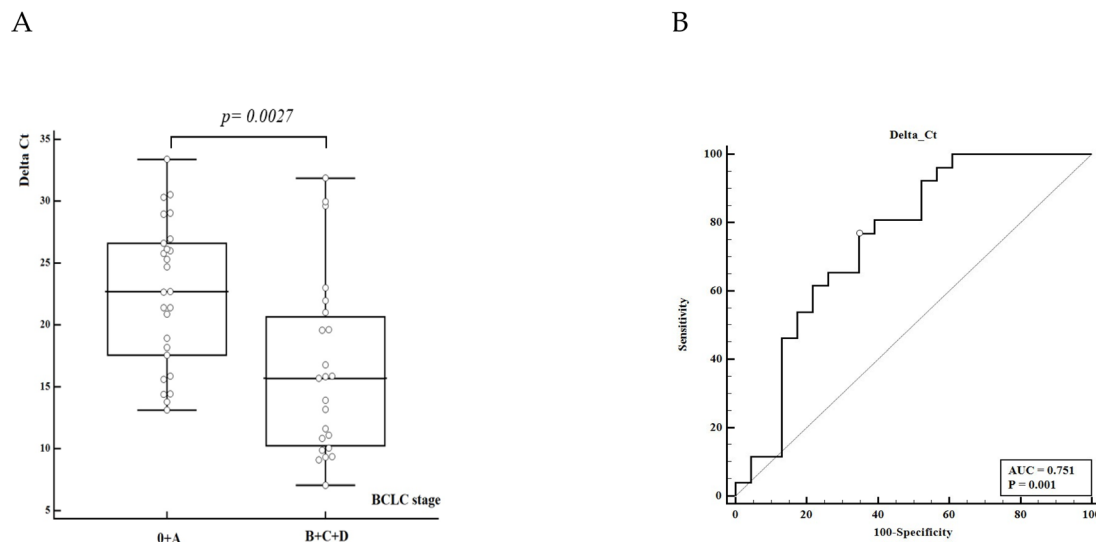 A
B
p= 0.0027
Delta Ct
35
30
25
20
15
10
5
BCLC stage
0+A
B+C+D
Delta_Ct
Sensitivity
100
80
60
40
20
0
AUC = 0.751
P = 0.001
0
20
40
60
80
100
100-Specificity